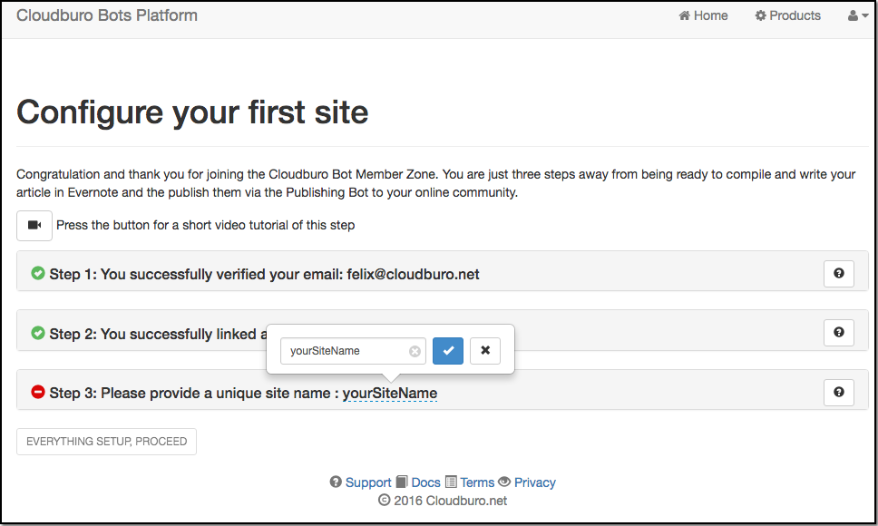 Cloudburo Bots Platform
Home Products
Configure your first site
Congratulation and thank you for joining the Cloudburo Bot Member Zone. You are just three steps away from being ready to compile and write your
article in Evernote and the publish them via the Publishing Bot to your online community.
Press the button for a short video tutorial of this step
Step 1: You successfully verified your email: felix@cloudburo.net
Step 2: You successfully linked
yourSiteName
Step 3: Please provide a unique site name : yourSiteName
EVERYTHING SETUP, PROCEED
Support Docs Terms Privacy
© 2016 Cloudburo.net